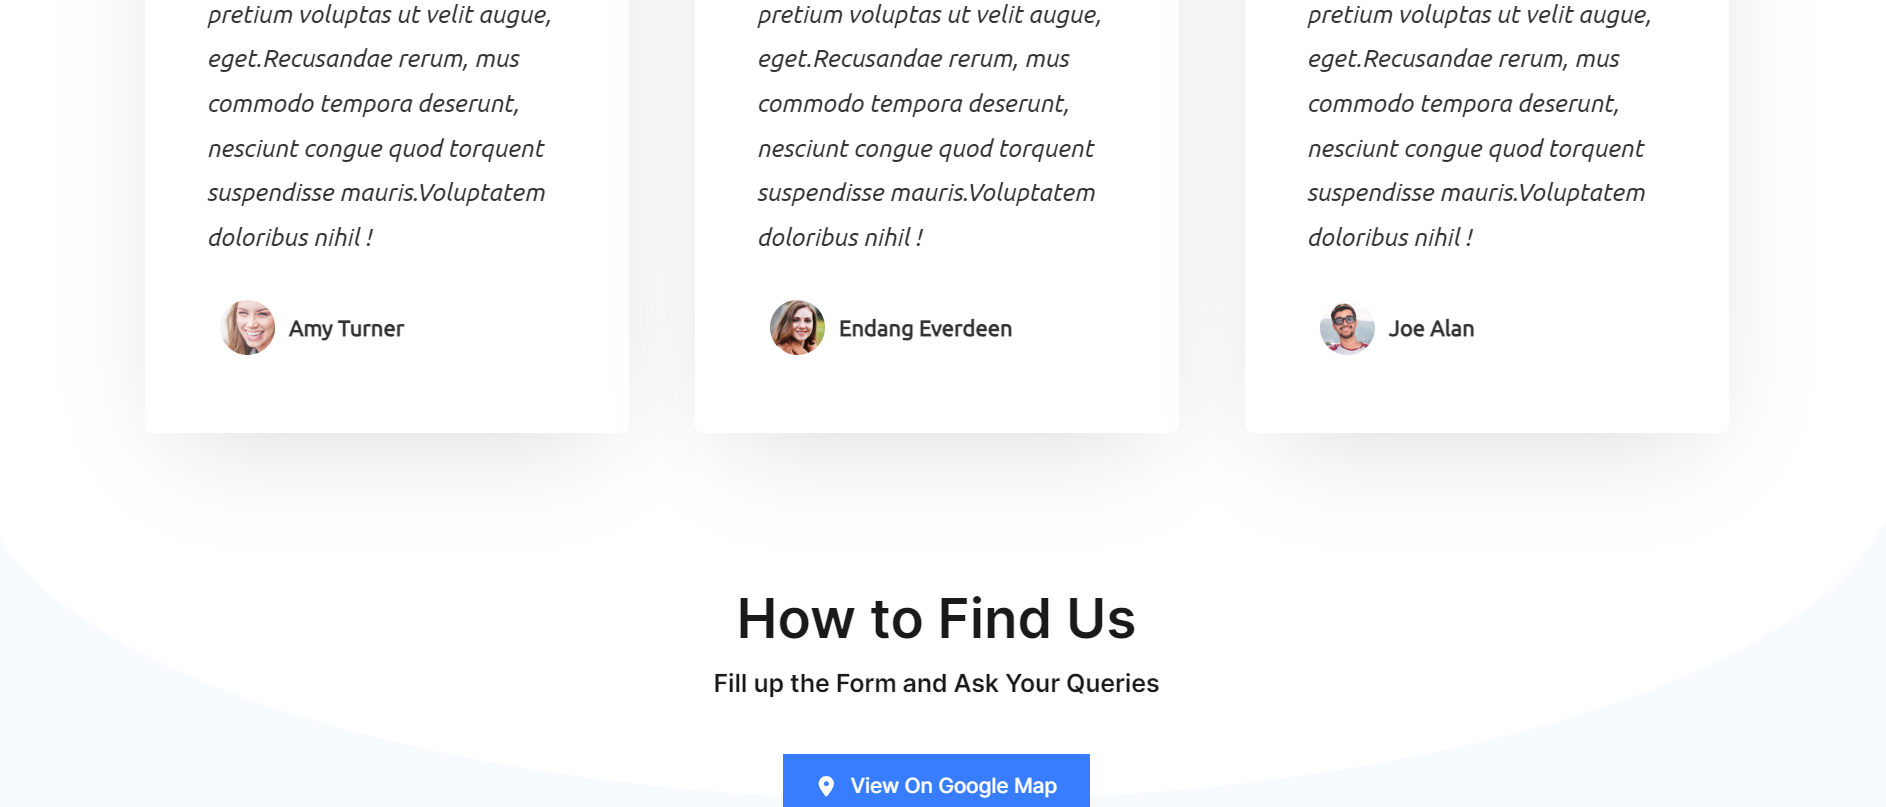 pretium voluptas ut velit augue,
eget.Recusandae rerum, mus
commodo tempora deserunt,
nesciunt congue quod torquent
suspendisse mauris.Voluptatem
doloribus nihil !
Amy Turner
pretium voluptas ut velit augue,
eget.Recusandae rerum, mus
commodo tempora deserunt,
nesciunt congue quod torquent
suspendisse mauris.Voluptatem
doloribus nihil !
Endang Everdeen
pretium voluptas ut velit augue,
eget.Recusandae rerum, mus
commodo tempora deserunt,
nesciunt congue quod torquent
suspendisse mauris.Voluptatem
doloribus nihil !
Joe Alan
How to Find Us
Fill up the Form and Ask Your Queries
View On Google Map